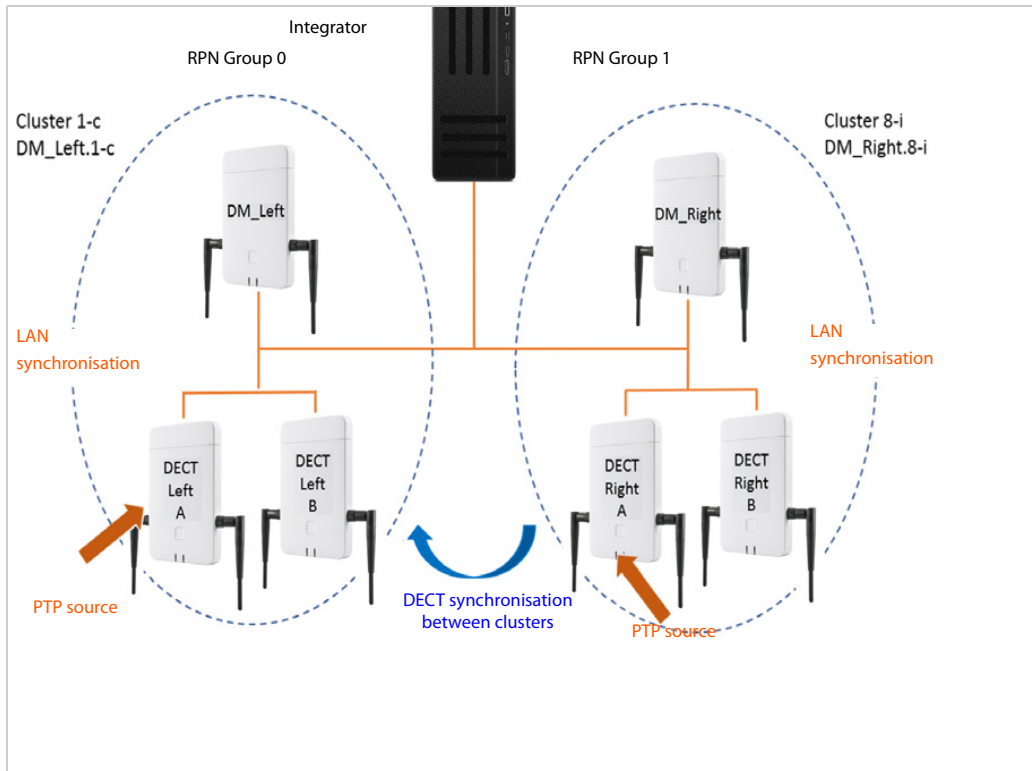 Integrator
RPN Group 0
RPN Group 1
Cluster 1-c
DM_Left.1-c
Cluster 8-i
DM_Right.8-i
DM_Left
DM_Right
LAN
synchronisation
LAN
synchronisation
DECT
Left
A
DECT
Left
B
DECT
Right
A
DECT
Right
B
PTP source
DECT synchronisation
between clusters
PTP source